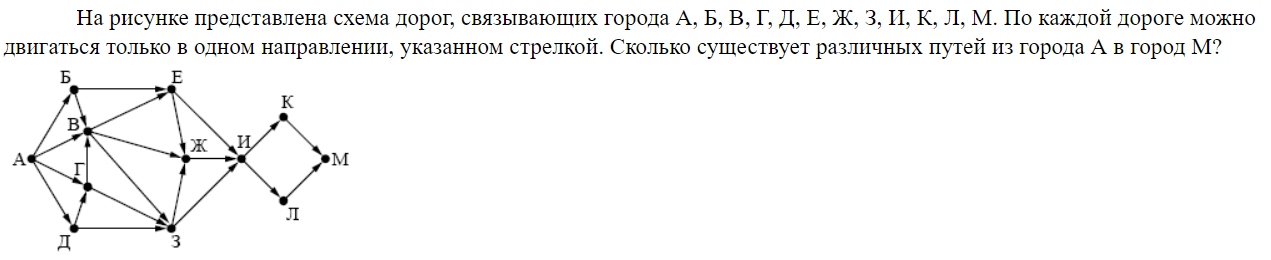 На рисунке представлена схема дорог, связывающих города А, Б, В, Г, Д, Е, Ж, З, И, К, Л, М. По каждой дороге можно
двигаться только в одном направлении, указанном стрелкой. Сколько существует различных путей из города А в город М?
Б Е
К
В
Ж И
А М
Г
Л
Д З